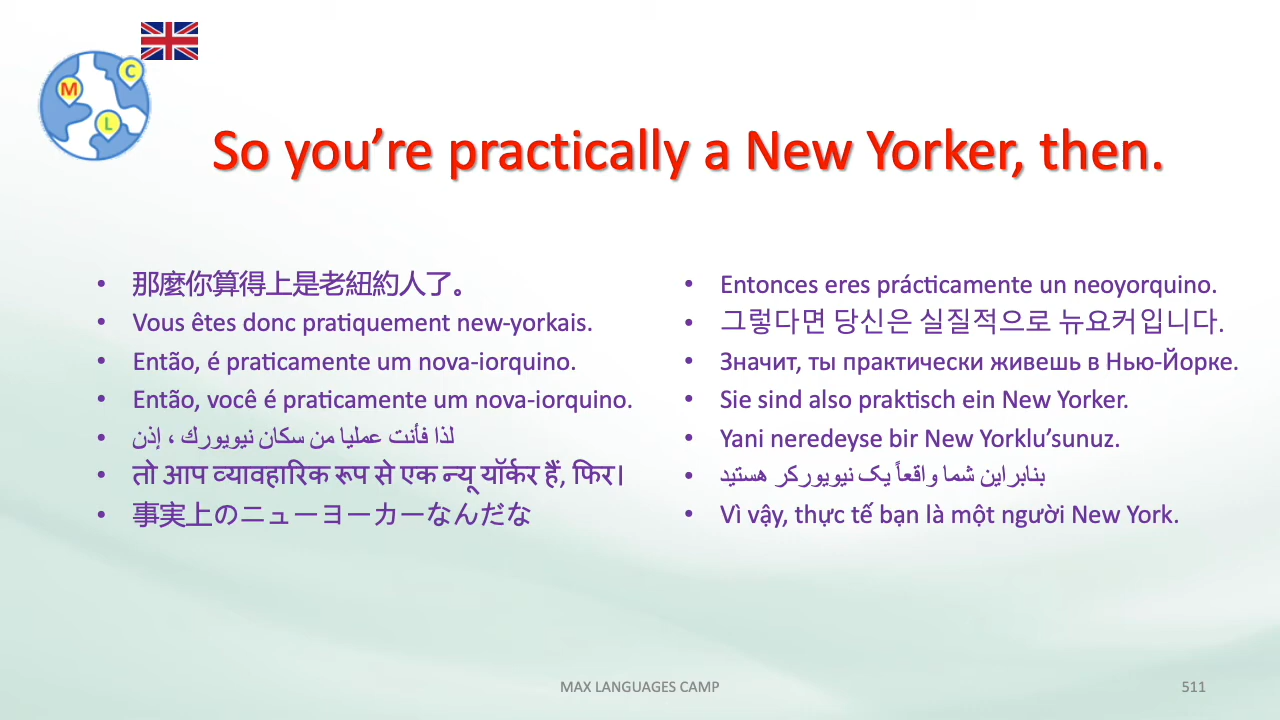 M
C
L
So you’re practically a New Yorker, then.
• 那麼你算得上是老紐約人了。
• Vous êtes donc pratiquement new-yorkais.
• Então, é praticamente um nova-iorquino.
• Então, você é praticamente um nova-iorquino.
• لذا فأنت عمليا من سكان نيويورك ، إذن
• तो आप व्यावहारिक रूप से एक न्यू यॉर्कर हैं, फिर।
• 事実上のニューヨーカーなんだな
• Entonces eres prácticamente un neoyorquino.
• 그렇다면 당신은 실질적으로 뉴요커입니다.
• Значит, ты практически живешь в Нью-Йорке.
• Sie sind also praktisch ein New Yorker.
• Yani neredeyse bir New Yorklu’sunuz.
• بنابراین شما واقعاً یک نیویورکر هستید
• Vì vậy, thực tế bạn là một người New York.
MAX LANGUAGES CAMP
511